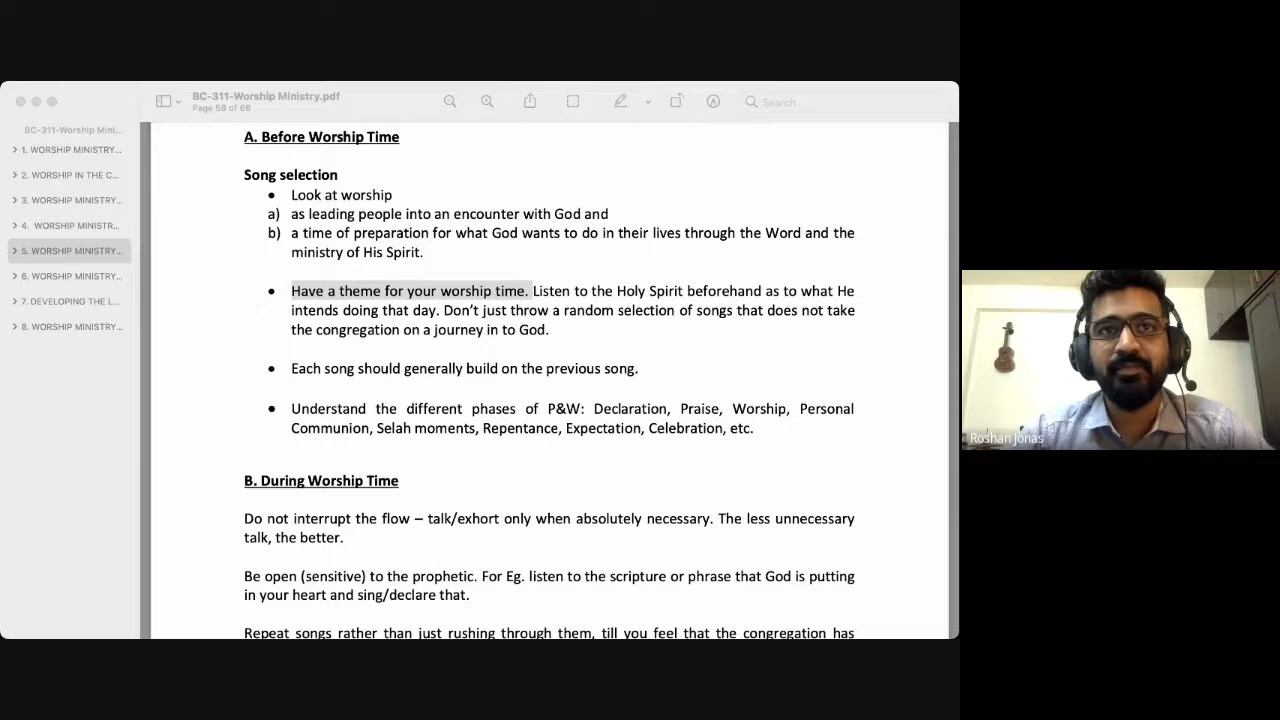 BC-311-Worship Ministry.pdf
Page 58 of 68
Search
BC-311-Worship Mini...
1. WORSHIP MINISTRY...
2. WORSHIP IN THE C...
3. WORSHIP MINISTRY...
4. WORSHIP MINISTR...
5. WORSHIP MINISTRY...
6. WORSHIP MINISTRY...
7. DEVELOPING THE L...
8. WORSHIP MINISTRY...
A. Before Worship Time
Song selection
• Look at worship
a) as leading people into an encounter with God and
b) a time of preparation for what God wants to do in their lives through the Word and the
ministry of His Spirit.
• Have a theme for your worship time. Listen to the Holy Spirit beforehand as to what He
intends doing that day. Don’t just throw a random selection of songs that does not take
the congregation on a journey in to God.
• Each song should generally build on the previous song.
• Understand the different phases of P&W: Declaration, Praise, Worship, Personal
Communion, Selah moments, Repentance, Expectation, Celebration, etc.
B. During Worship Time
Do not interrupt the flow – talk/exhort only when absolutely necessary. The less unnecessary
talk, the better.
Be open (sensitive) to the prophetic. For Eg. listen to the scripture or phrase that God is putting
in your heart and sing/declare that.
Repeat songs rather than just rushing through them, till you feel that the congregation has
Roshan Jonas